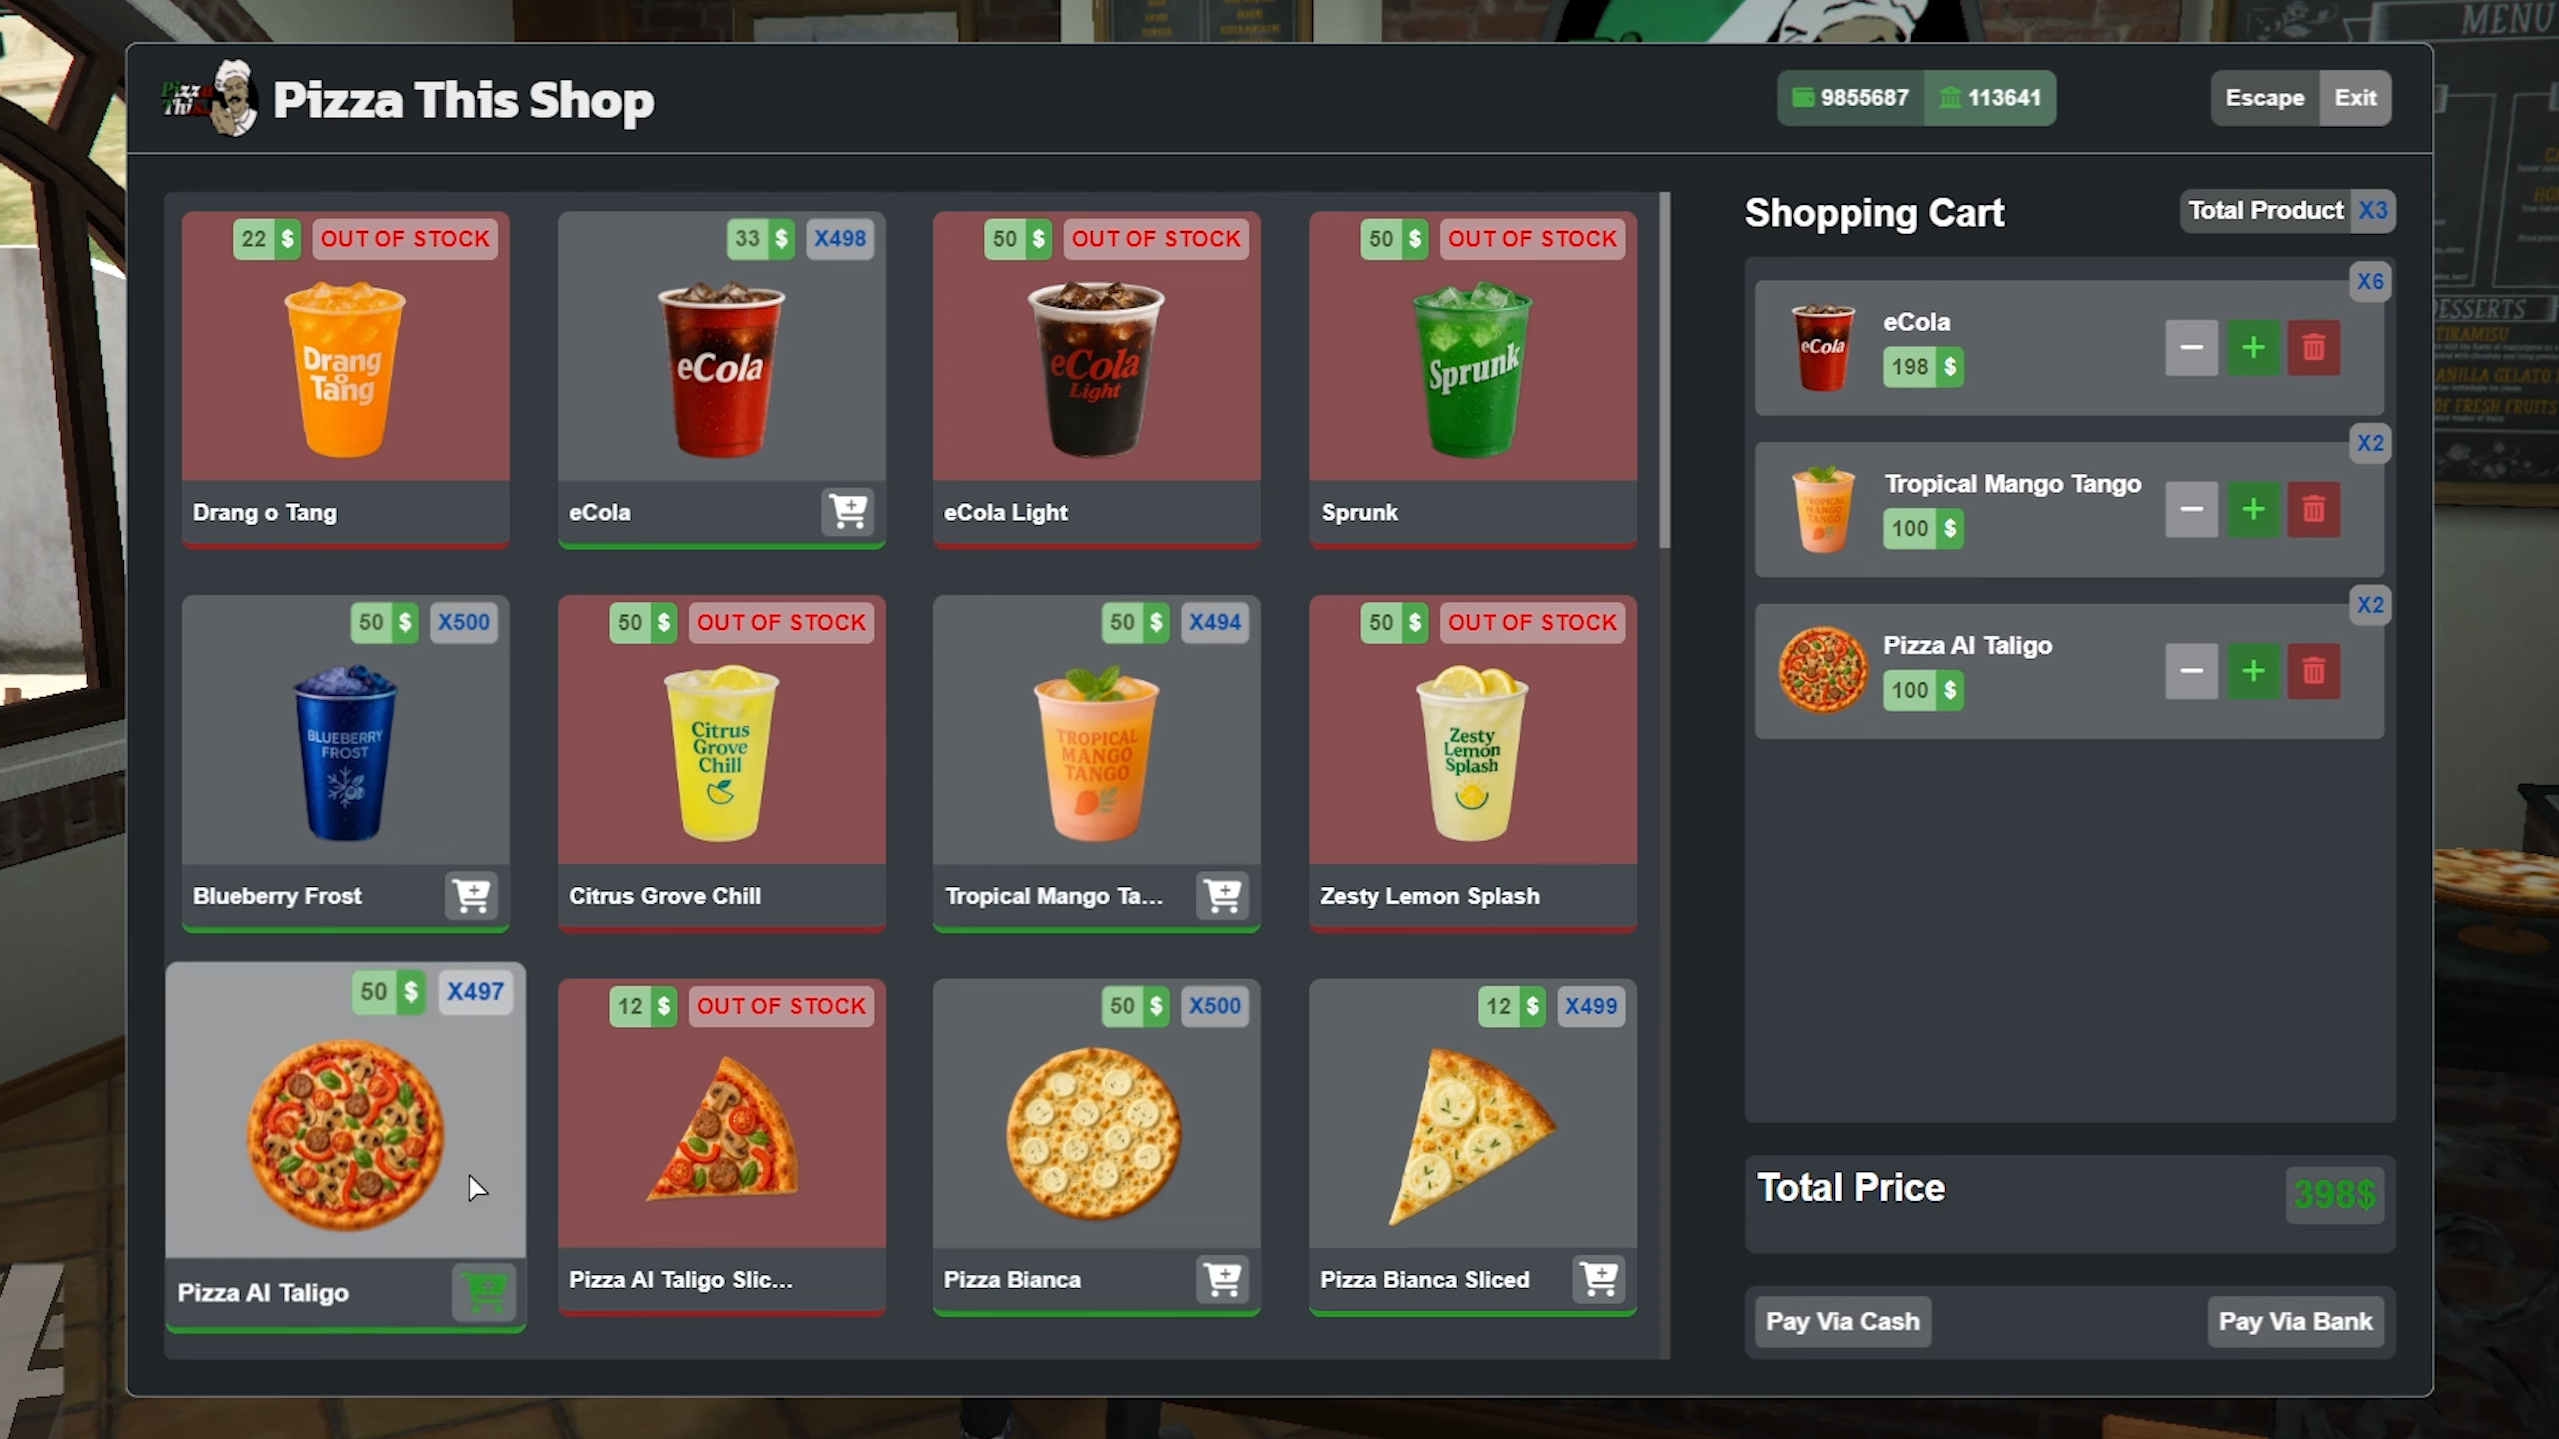 MENU
Pizza
This
Pizza This Shop
9855687
113641
Escape
Exit
22 $ OUT OF STOCK
Drang
o
Tang
Drang o Tang
33 $ X498
eCola
eCola
50 $ OUT OF STOCK
eCola
Light
eCola Light
50 $ OUT OF STOCK
Sprunk
Sprunk
50 $ X500
BLUEBERRY
FROST
Blueberry Frost
50 $ OUT OF STOCK
Citrus
Grove
Chill
Citrus Grove Chill
50 $ X494
TROPICAL
MANGO
TANGO
Tropical Mango Ta...
50 $ OUT OF STOCK
Zesty
Lemon
Splash
Zesty Lemon Splash
50 $ X497
Pizza Al Taligo
12 $ OUT OF STOCK
Pizza Al Taligo Slic...
50 $ X500
Pizza Bianca
12 $ X499
Pizza Bianca Sliced
Shopping Cart
Total Product X3
X6
eCola
eCola
198 $
X2
TROPICAL
MANGO
TANGO
Tropical Mango Tango
100 $
X2
Pizza Al Taligo
100 $
Total Price
398$
Pay Via Cash
Pay Via Bank
DESSERTS
TIRAMISU
ANILLA GELATO
OF FRESH FRUITS